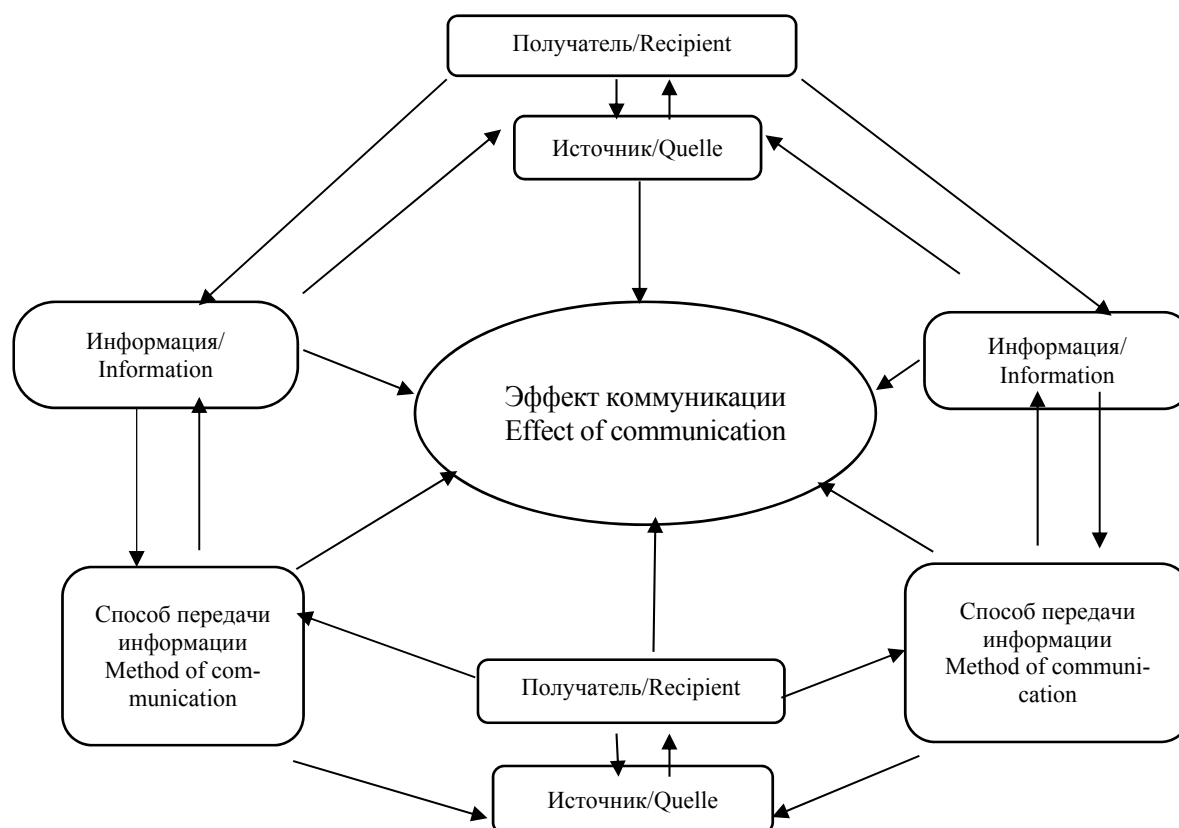 Получатель/Recipient
Источник/Quelle
Информация/
Information
Информация/
Information
Эффект коммуникации
Effect of communication
Способ передачи
информации
Method of com-
munication
Способ передачи
информации
Method of communi-
cation
Получатель/Recipient
Источник/Quelle